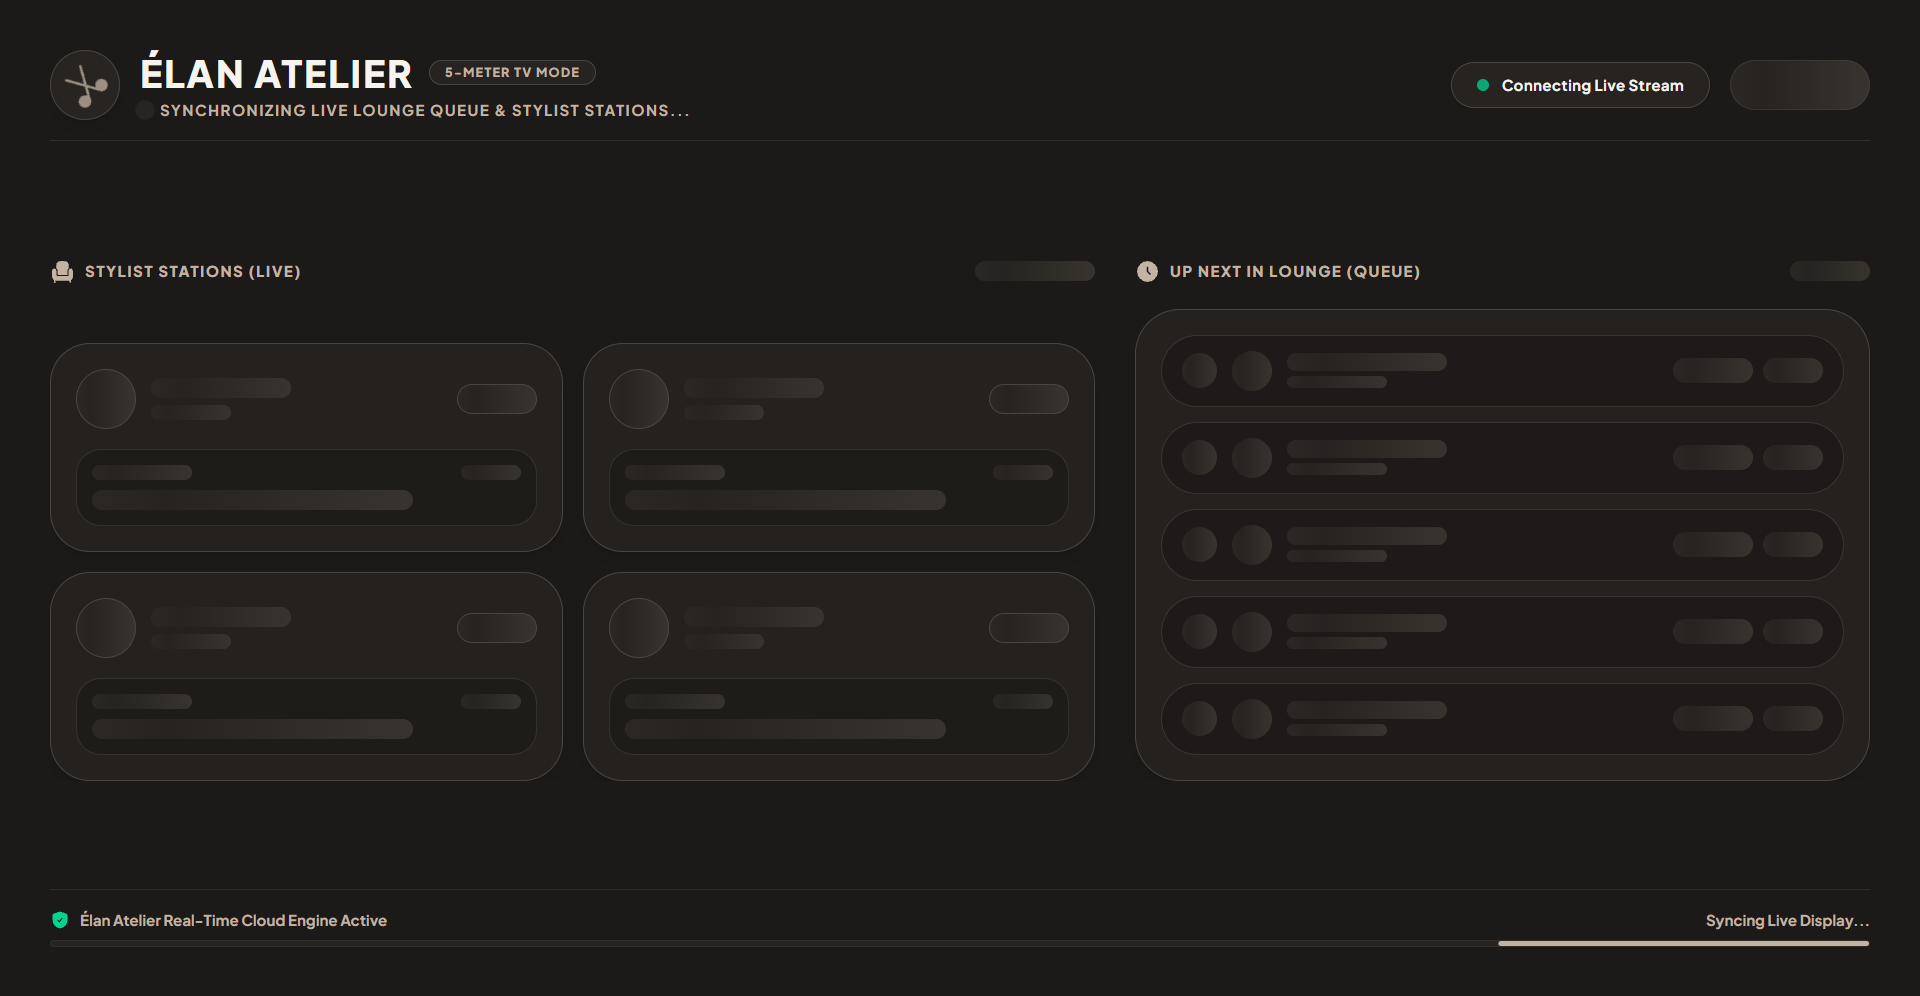 ÉLAN ATELIER
5-METER TV MODE
SYNCHRONIZING LIVE LOUNGE QUEUE & STYLIST STATIONS...
Connecting Live Stream
STYLIST STATIONS (LIVE)
UP NEXT IN LOUNGE (QUEUE)
Élan Atelier Real-Time Cloud Engine Active
Syncing Live Display...